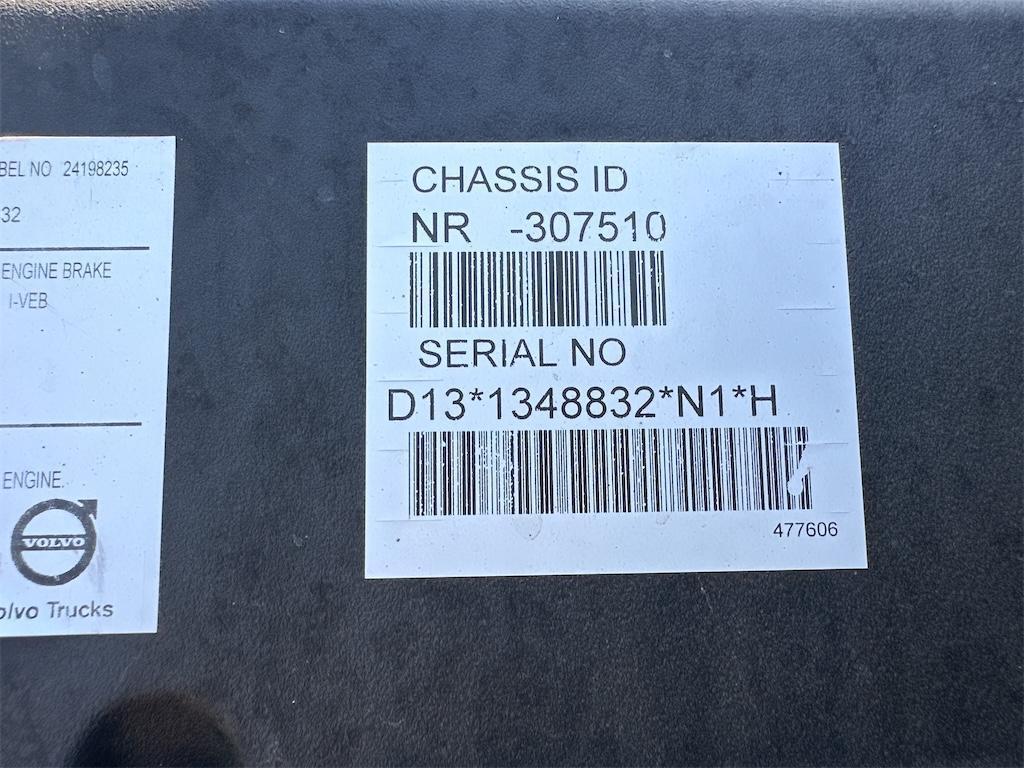 BEL NO 24198235
32
ENGINE BRAKE
I-VEB
ENGINE.
VOLVO
olvo Trucks
CHASSIS ID
NR -307510
SERIAL NO
D13*1348832*N1*H
477606